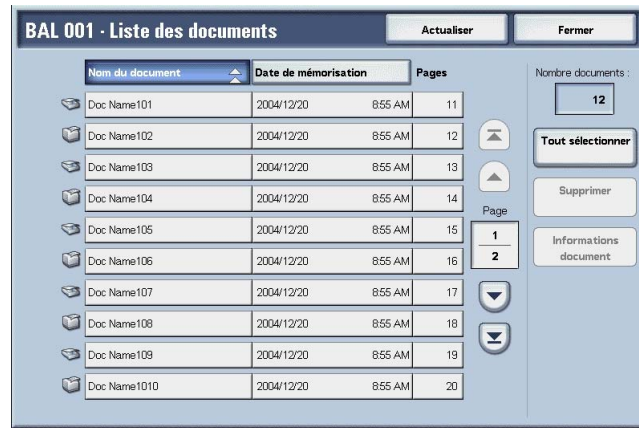 BAL 001 - Liste des documents
Actualiser
Fermer
Nom du document
Date de mémorisation
Pages
Nombre documents :
12
Doc Name101 2004/12/20 8:55 AM 11
Doc Name102 2004/12/20 8:55 AM 12
Doc Name103 2004/12/20 8:55 AM 13
Doc Name104 2004/12/20 8:55 AM 14
Doc Name105 2004/12/20 8:55 AM 15
Doc Name106 2004/12/20 8:55 AM 16
Doc Name107 2004/12/20 8:55 AM 17
Doc Name108 2004/12/20 8:55 AM 18
Doc Name109 2004/12/20 8:55 AM 19
Doc Name1010 2004/12/20 8:55 AM 20
Page
1
2
Tout sélectionner
Supprimer
Informations
document